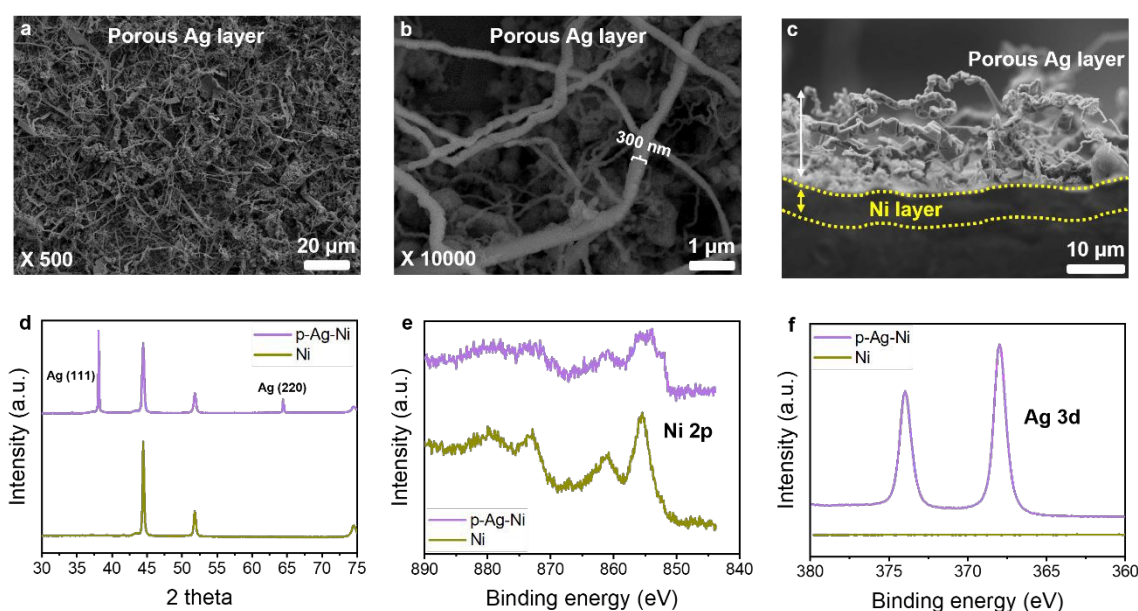 a
Porous Ag layer
X 500
20 µm
b
Porous Ag layer
300 nm
X 10000
1 µm
c
Porous Ag layer
Ni layer
10 µm
d
p-Ag-Ni
Ni
Ag (111)
Ag (220)
Intensity (a.u.)
30 35 40 45 50 55 60 65 70 75
2 theta
e
Ni 2p
p-Ag-Ni
Ni
Intensity (a.u.)
890 880 870 860 850 840
Binding energy (eV)
f
p-Ag-Ni
Ni
Ag 3d
Intensity (a.u.)
380 375 370 365 360
Binding energy (eV)